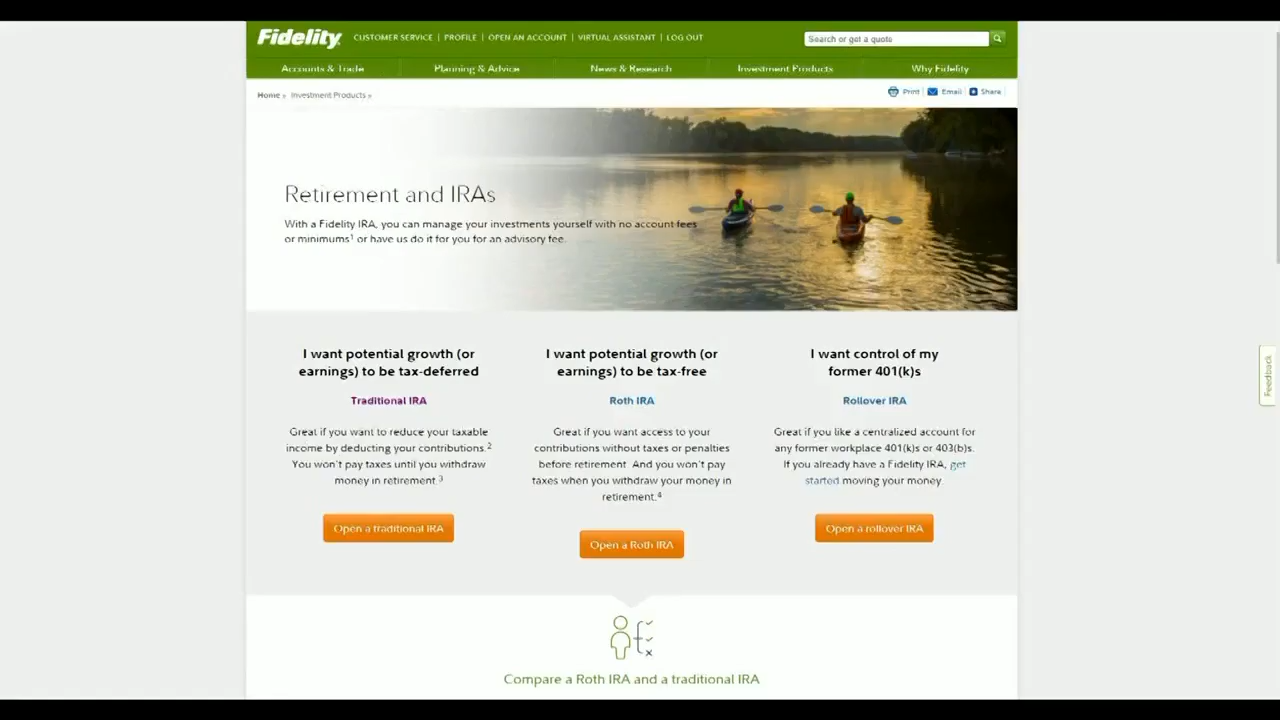 Fidelity
CUSTOMER SERVICE | PROFILE | OPEN AN ACCOUNT | VIRTUAL ASSISTANT | LOG OUT
Search or get a quote
Accounts & Trade
Planning & Advice
News & Research
Investment Products
Why Fidelity
Home » Investment Products »
Print
Email
Share
Retirement and IRAs
With a Fidelity IRA, you can manage your investments yourself with no account fees
or minimums¹ or have us do it for you for an advisory fee.
I want potential growth (or
earnings) to be tax-deferred
Traditional IRA
Great if you want to reduce your taxable
income by deducting your contributions.²
You won't pay taxes until you withdraw
money in retirement.³
Open a traditional IRA
I want potential growth (or
earnings) to be tax-free
Roth IRA
Great if you want access to your
contributions without taxes or penalties
before retirement. And you won't pay
taxes when you withdraw your money in
retirement.⁴
Open a Roth IRA
I want control of my
former 401(k)s
Rollover IRA
Great if you like a centralized account for
any former workplace 401(k)s or 403(b)s.
If you already have a Fidelity IRA, get
started moving your money.
Open a rollover IRA
Feedback
Compare a Roth IRA and a traditional IRA